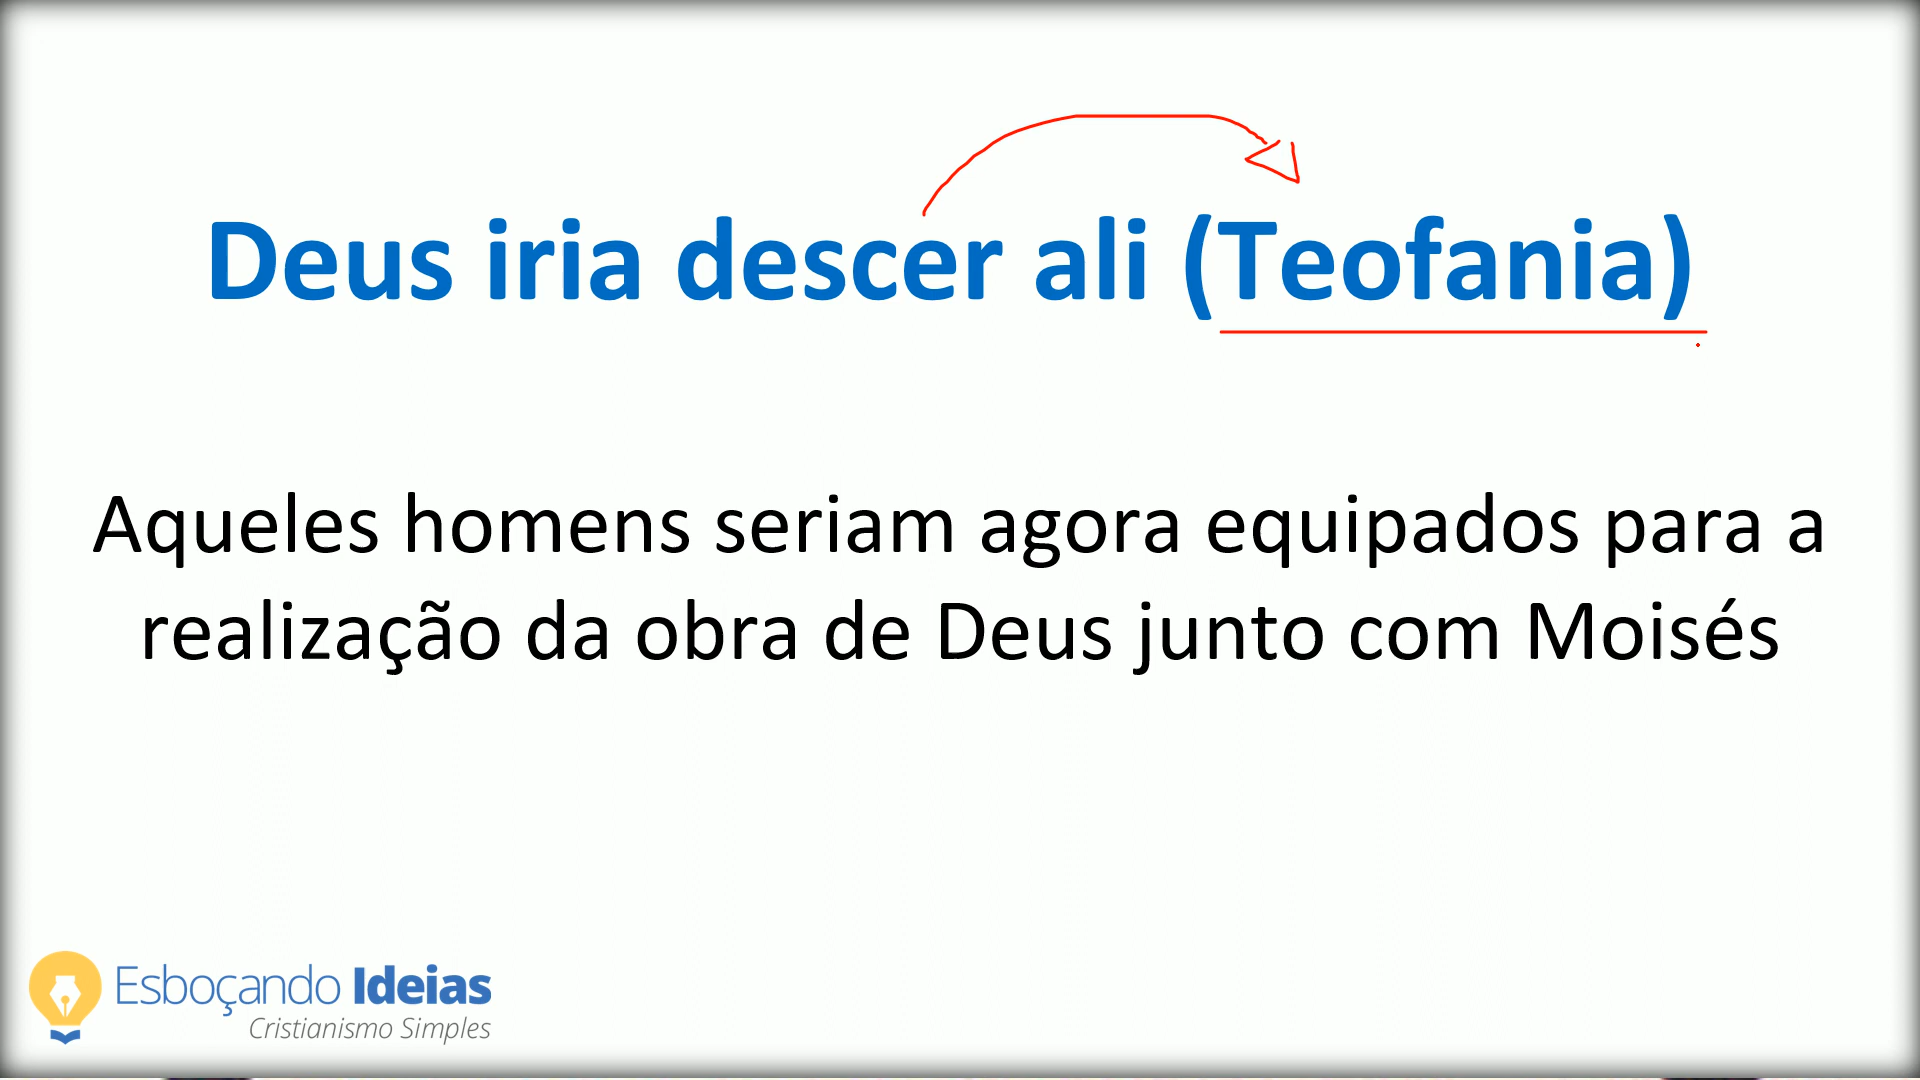 Deus iria descer ali (Teofania)
Aqueles homens seriam agora equipados para a
realização da obra de Deus junto com Moisés
Esboçando Ideias
Cristianismo Simples